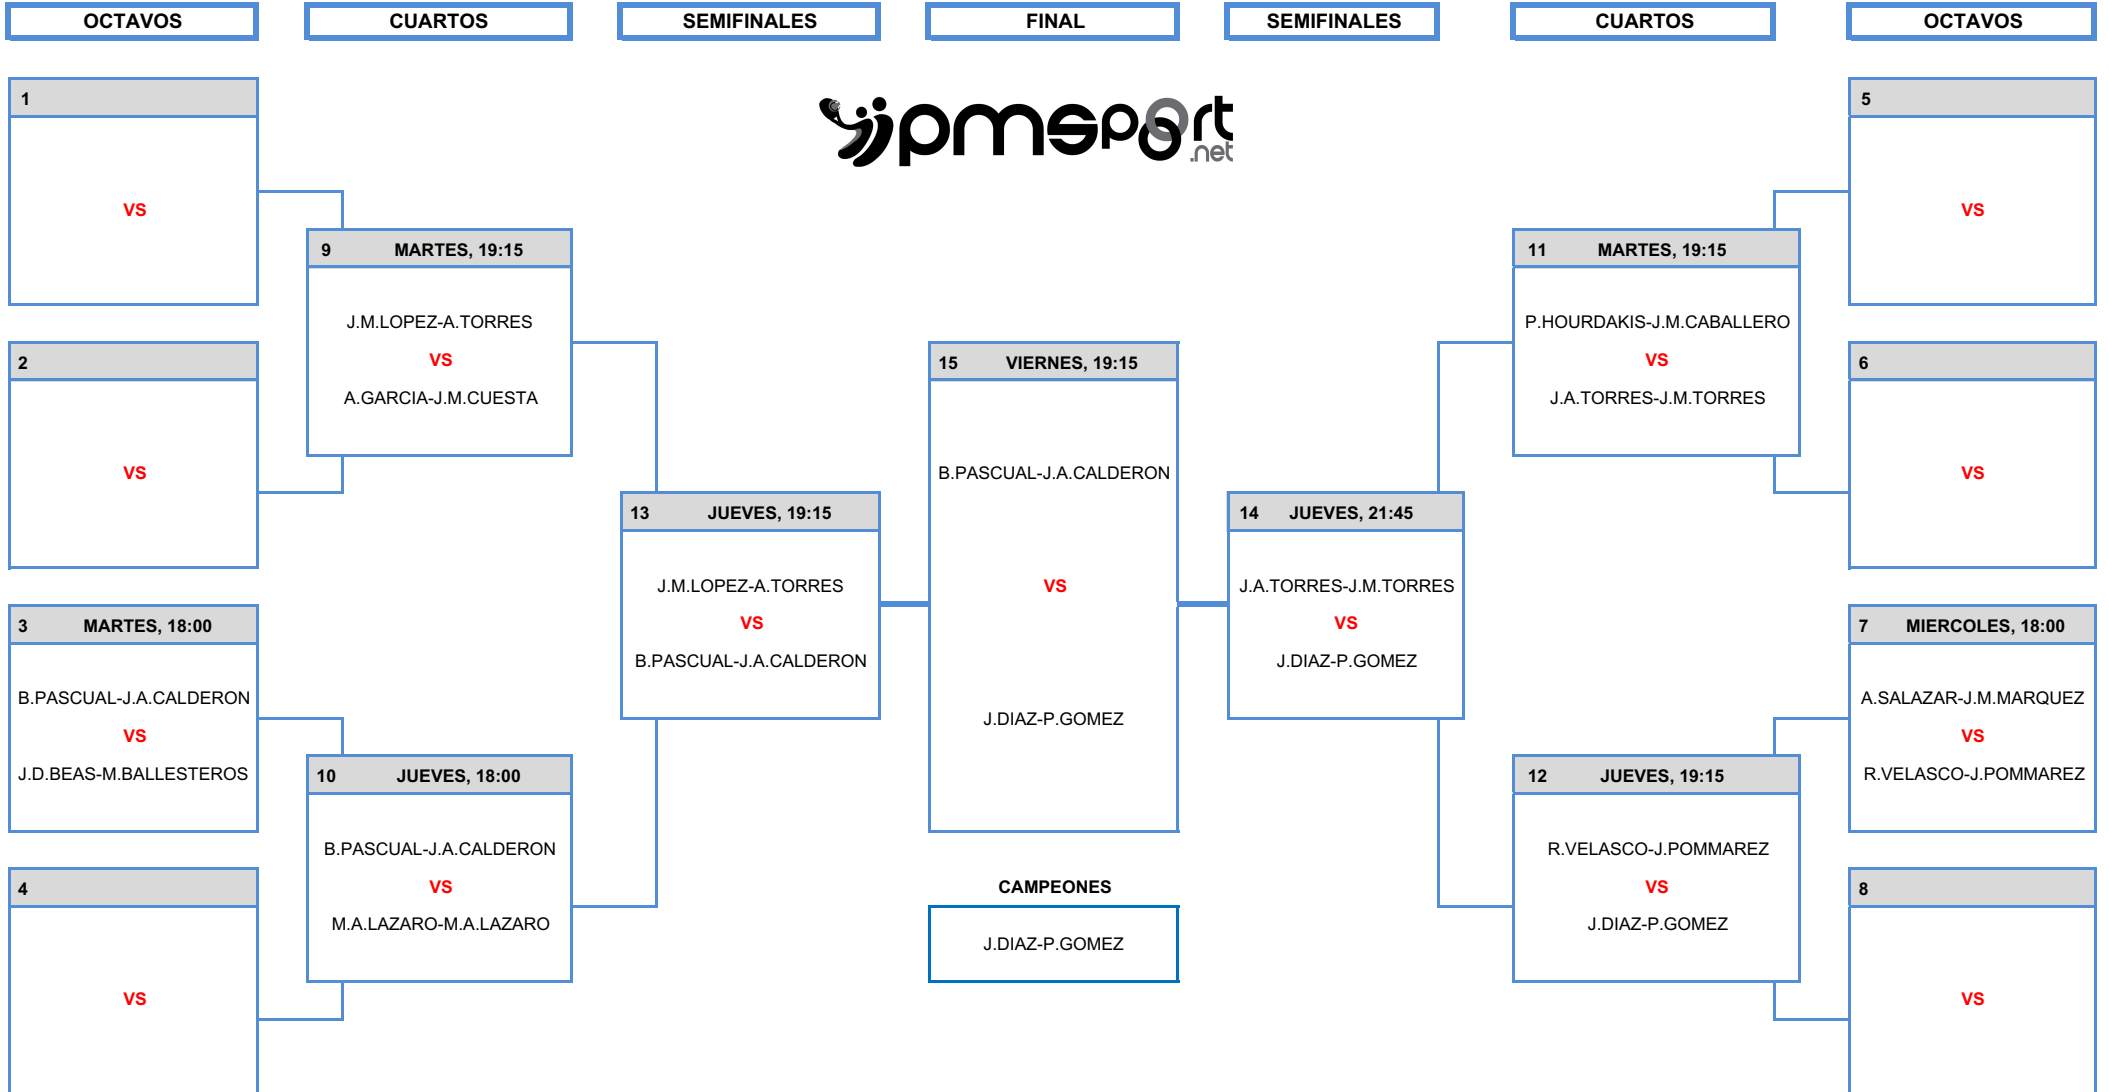 OCTAVOS CUARTOS SEMIFINALES FINAL SEMIFINALES CUARTOS OCTAVOS
pmsport
.net
1
VS
2
VS
3 MARTES, 18:00
B.PASCUAL-J.A.CALDERON
VS
J.D.BEAS-M.BALLESTEROS
4
VS
9 MARTES, 19:15
J.M.LOPEZ-A.TORRES
VS
A.GARCIA-J.M.CUESTA
10 JUEVES, 18:00
B.PASCUAL-J.A.CALDERON
VS
M.A.LAZARO-M.A.LAZARO
13 JUEVES, 19:15
J.M.LOPEZ-A.TORRES
VS
B.PASCUAL-J.A.CALDERON
15 VIERNES, 19:15
B.PASCUAL-J.A.CALDERON
VS
J.DIAZ-P.GOMEZ
CAMPEONES
J.DIAZ-P.GOMEZ
14 JUEVES, 21:45
J.A.TORRES-J.M.TORRES
VS
J.DIAZ-P.GOMEZ
11 MARTES, 19:15
P.HOURDAKIS-J.M.CABALLERO
VS
J.A.TORRES-J.M.TORRES
12 JUEVES, 19:15
R.VELASCO-J.POMMAREZ
VS
J.DIAZ-P.GOMEZ
5
VS
6
VS
7 MIERCOLES, 18:00
A.SALAZAR-J.M.MARQUEZ
VS
R.VELASCO-J.POMMAREZ
8
VS